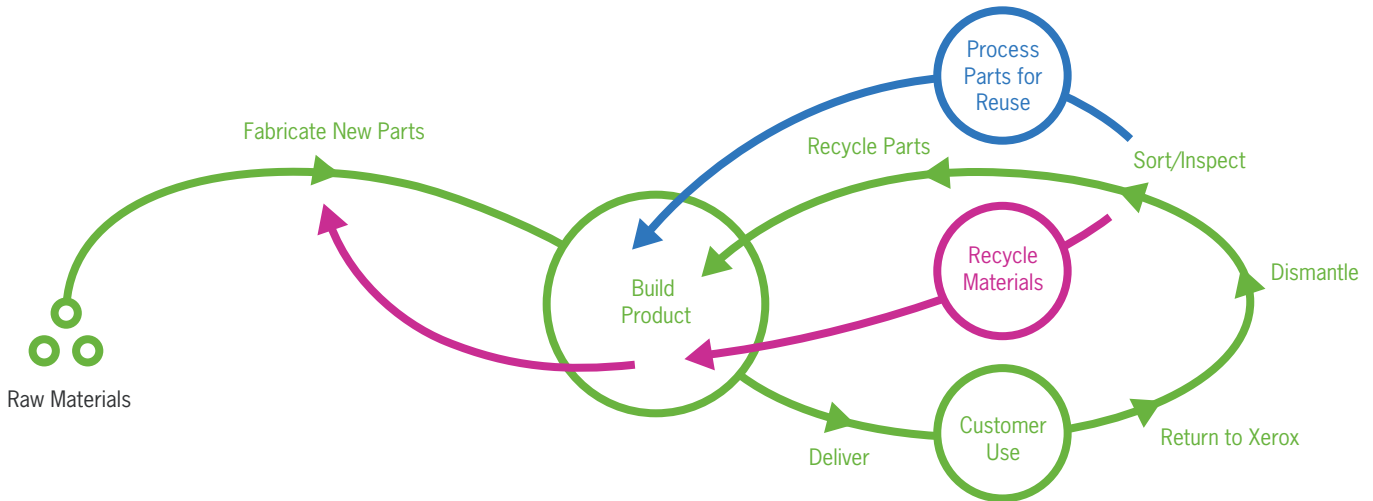 Process
Parts for
Reuse
Fabricate New Parts
Recycle Parts
Sort/Inspect
Recycle
Materials
Dismantle
Build
Product
Raw Materials
Customer
Use
Return to Xerox
Deliver